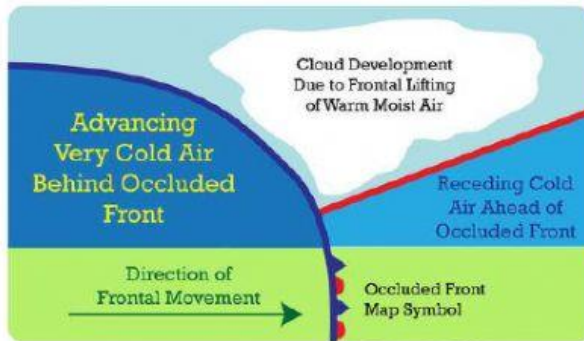 Cloud Development
Due to Frontal Lifting
of Warm Moist Air
Advancing
Very Cold Air
Behind Occluded
Front
Receding Cold
Air Ahead of
Occluded Front
Direction of
Frontal Movement
Occluded Front
Map Symbol